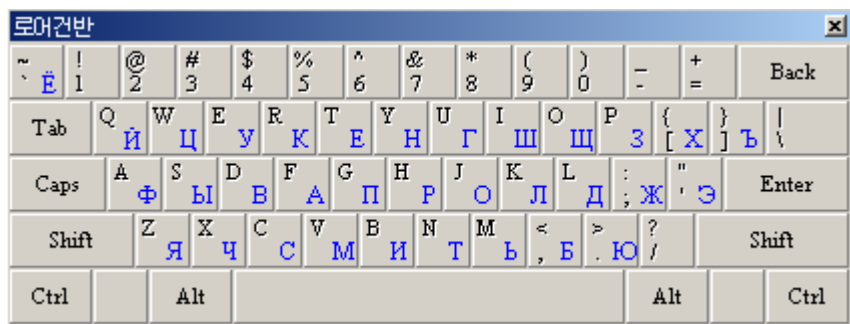 로어건반
~ ` Ё ! 1 @ 2 # 3 $ 4 % 5 ^ 6 & 7 * 8 ( 9 ) 0 _ - + = Back
Tab Q Й W Ц E У R К T Е Y Н U Г I Ш O Щ P З { [ Х } ] Ъ | \
Caps A Ф S Ы D В F А G П H Р J О K Л L Д : ; Ж " ' Э Enter
Shift Z Я X Ч C С V М B И N Т M Ь < , Б > . Ю ? / Shift
Ctrl Alt Alt Ctrl